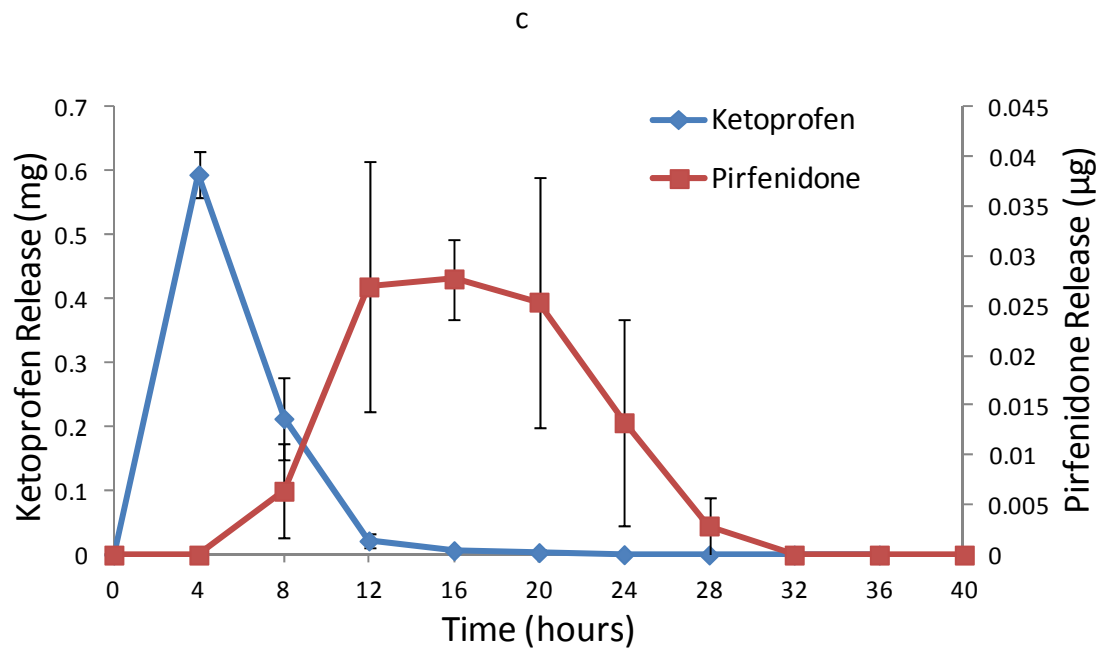 c
Ketoprofen
Pirfenidone
Ketoprofen Release (mg)
0.7
0.6
0.5
0.4
0.3
0.2
0.1
0
Pirfenidone Release (µg)
0.045
0.04
0.035
0.03
0.025
0.02
0.015
0.01
0.005
0
0 4 8 12 16 20 24 28 32 36 40
Time (hours)